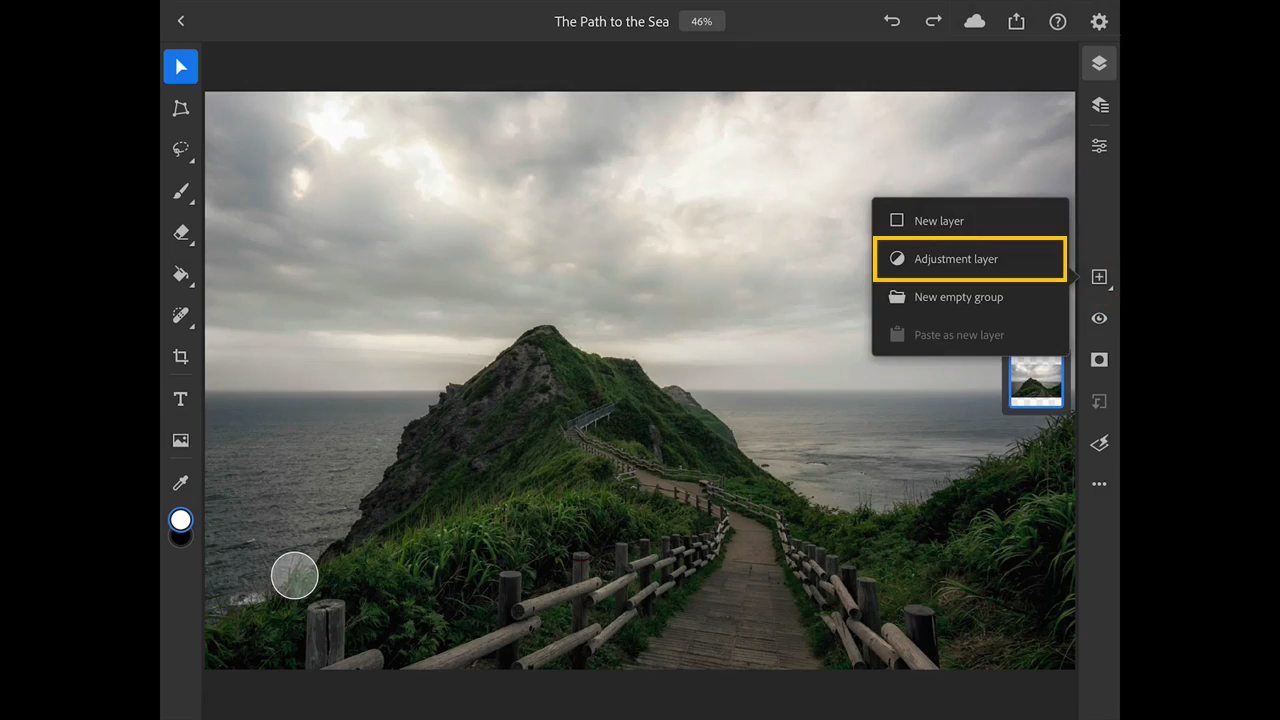 The Path to the Sea
46%
New layer
Adjustment layer
New empty group
Paste as new layer